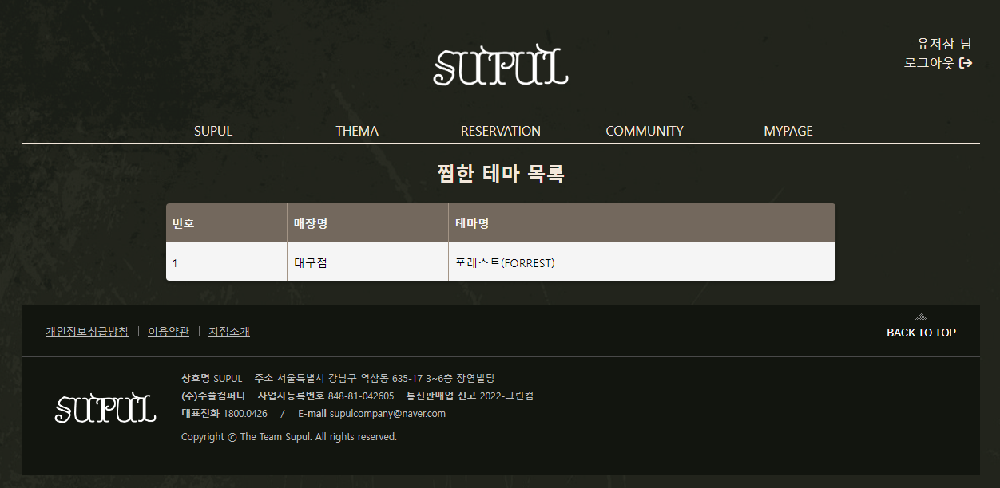 유저삼 님
로그아웃
SUPUL
SUPUL THEMA RESERVATION COMMUNITY MYPAGE
찜한 테마 목록
번호 매장명 테마명
1 대구점 포레스트(FORREST)
개인정보취급방침 | 이용약관 | 지점소개
BACK TO TOP
SUPUL
상호명 SUPUL 주소 서울특별시 강남구 역삼동 635-17 3~6층 장연빌딩
(주)수풀컴퍼니 사업자등록번호 848-81-042605 통신판매업 신고 2022-그린컴
대표전화 1800.0426 / E-mail supulcompany@naver.com
Copyright ⓒ The Team Supul. All rights reserved.